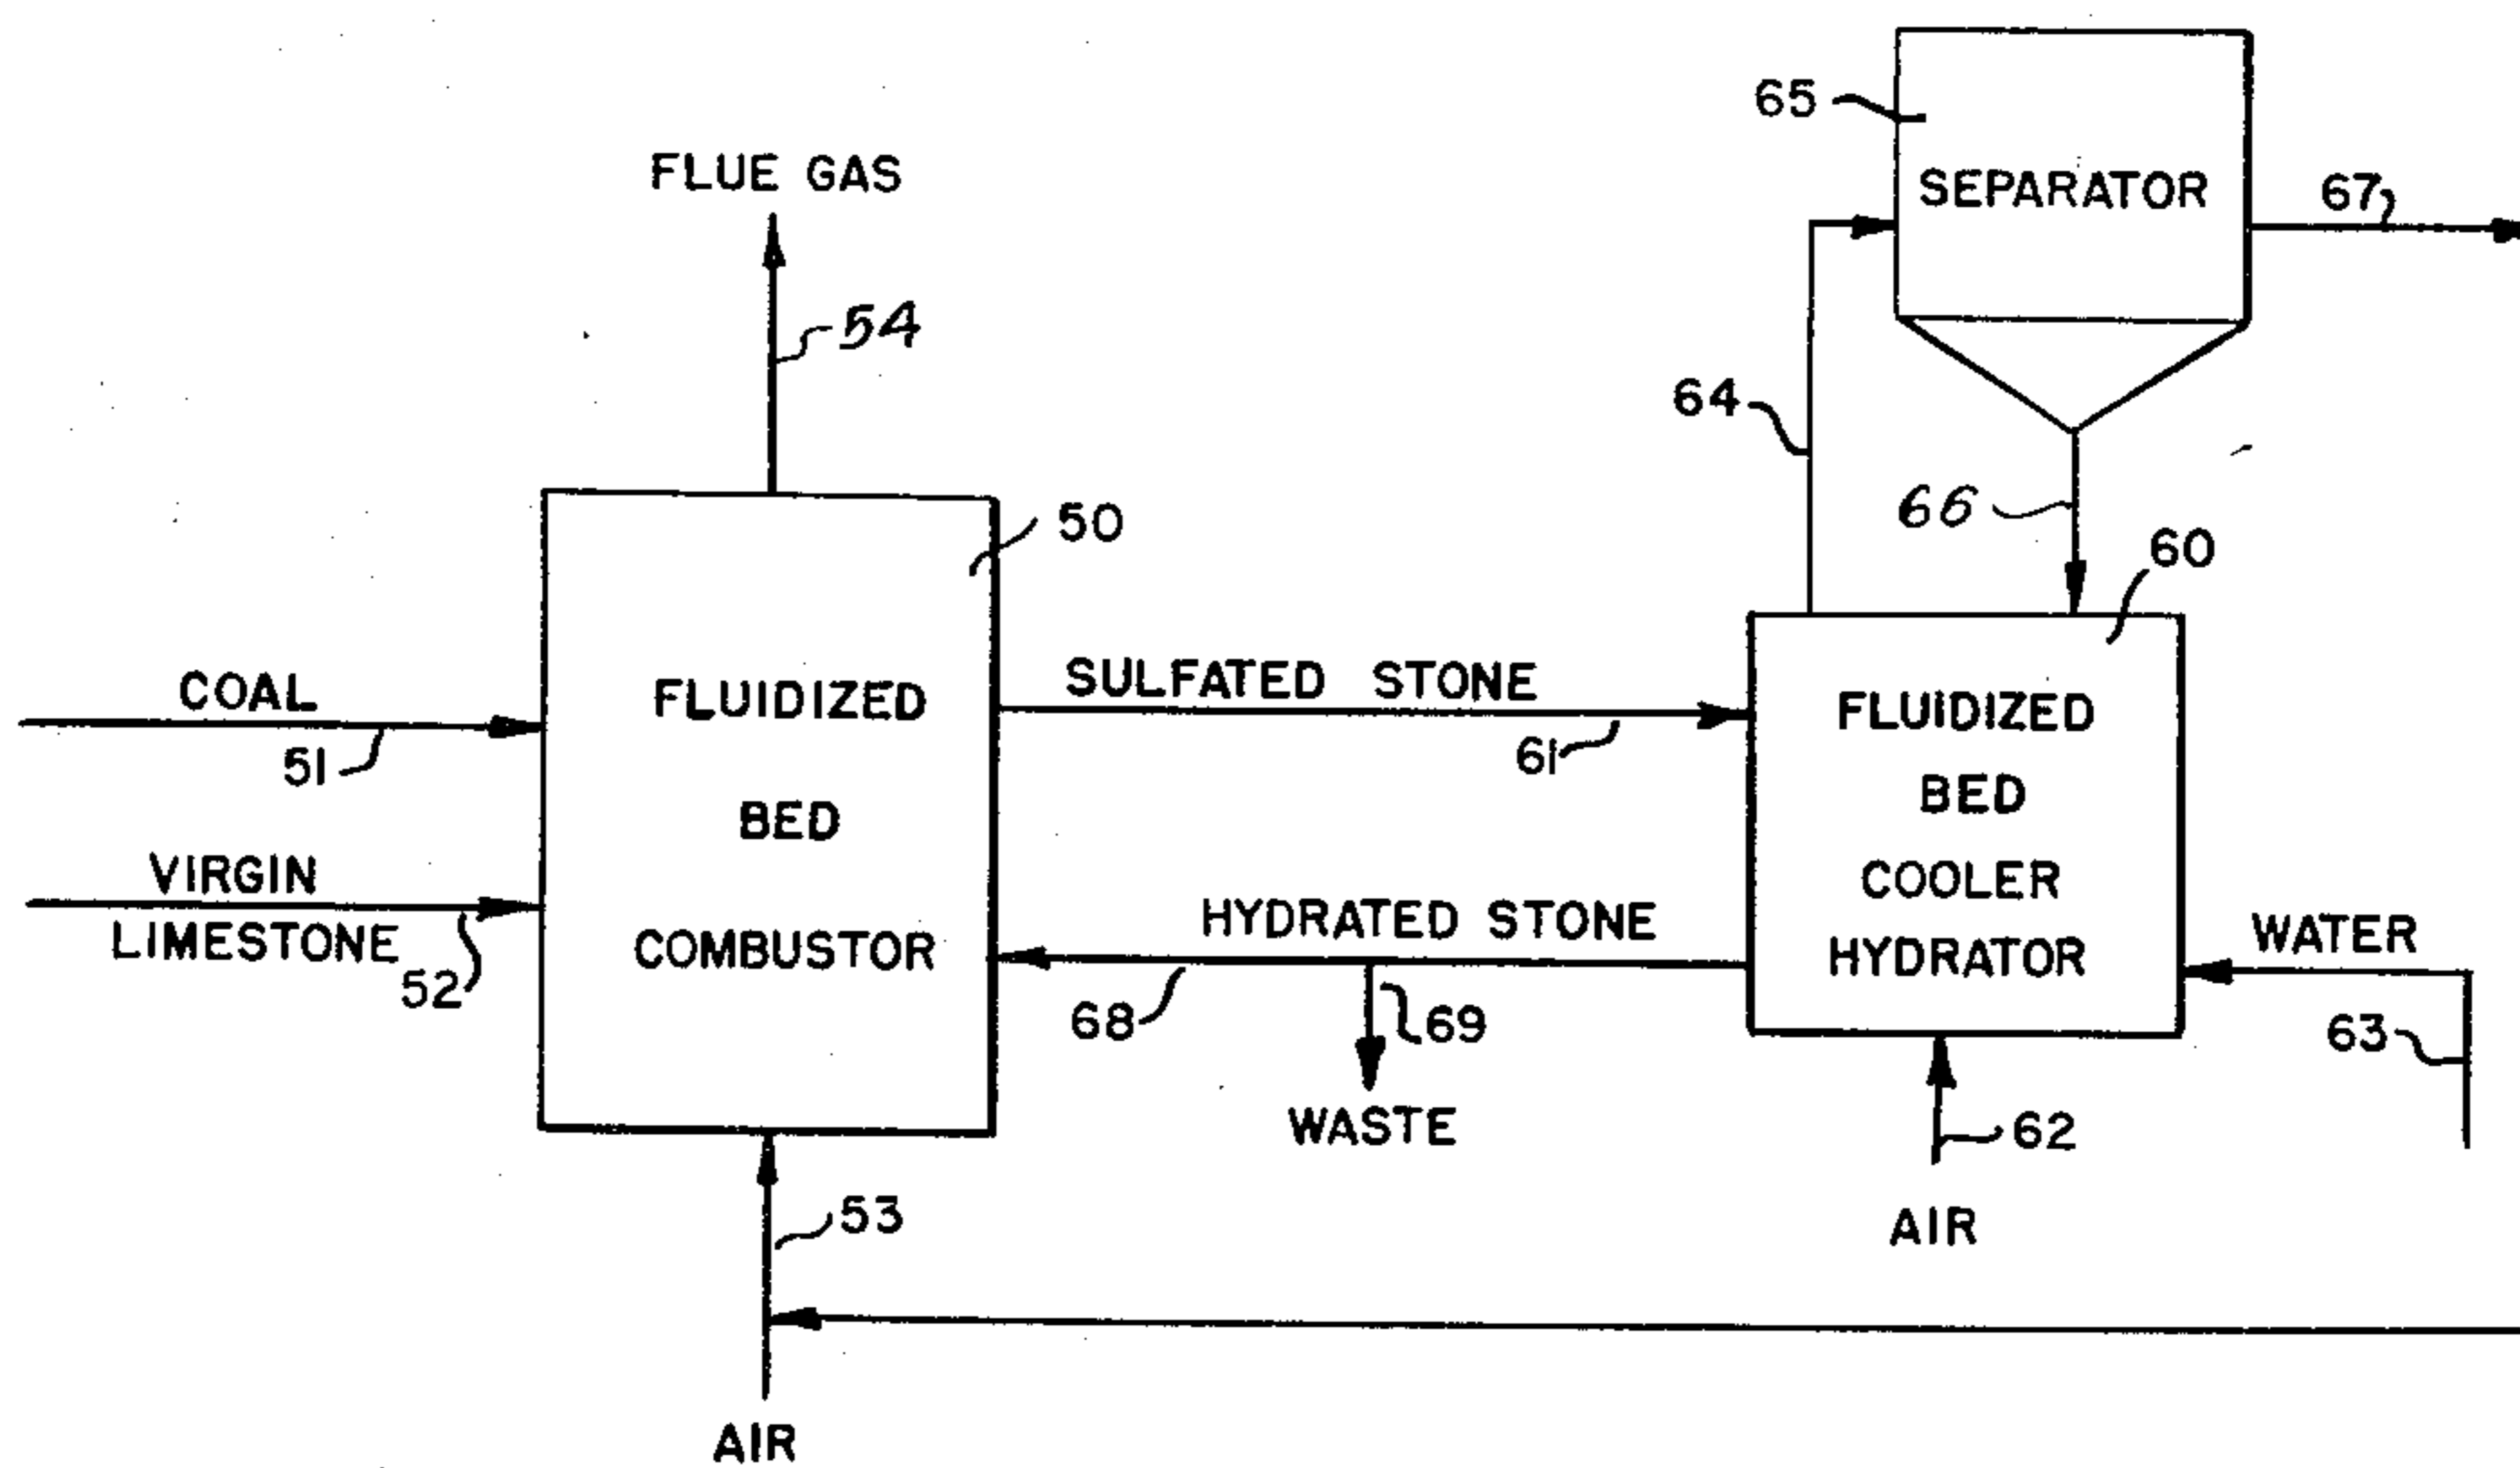 65
SEPARATOR
67
FLUE GAS
54
64
66
50
60
COAL
51
VIRGIN
LIMESTONE
52
FLUIDIZED
BED
COMBUSTOR
SULFATED STONE
61
HYDRATED STONE
68
69
WASTE
FLUIDIZED
BED
COOLER
HYDRATOR
WATER
63
62
AIR
53
AIR